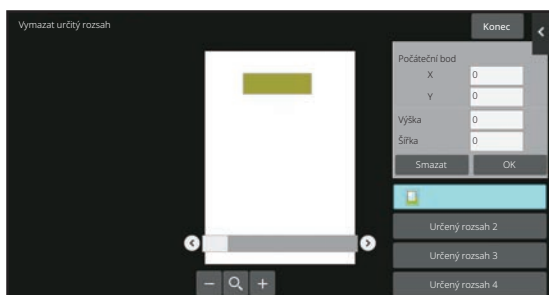 Vymazat určitý rozsah
Konec
Počáteční bod
X 0
Y 0
Výška 0
Šířka 0
Smazat OK
Určený rozsah 2
Určený rozsah 3
Určený rozsah 4